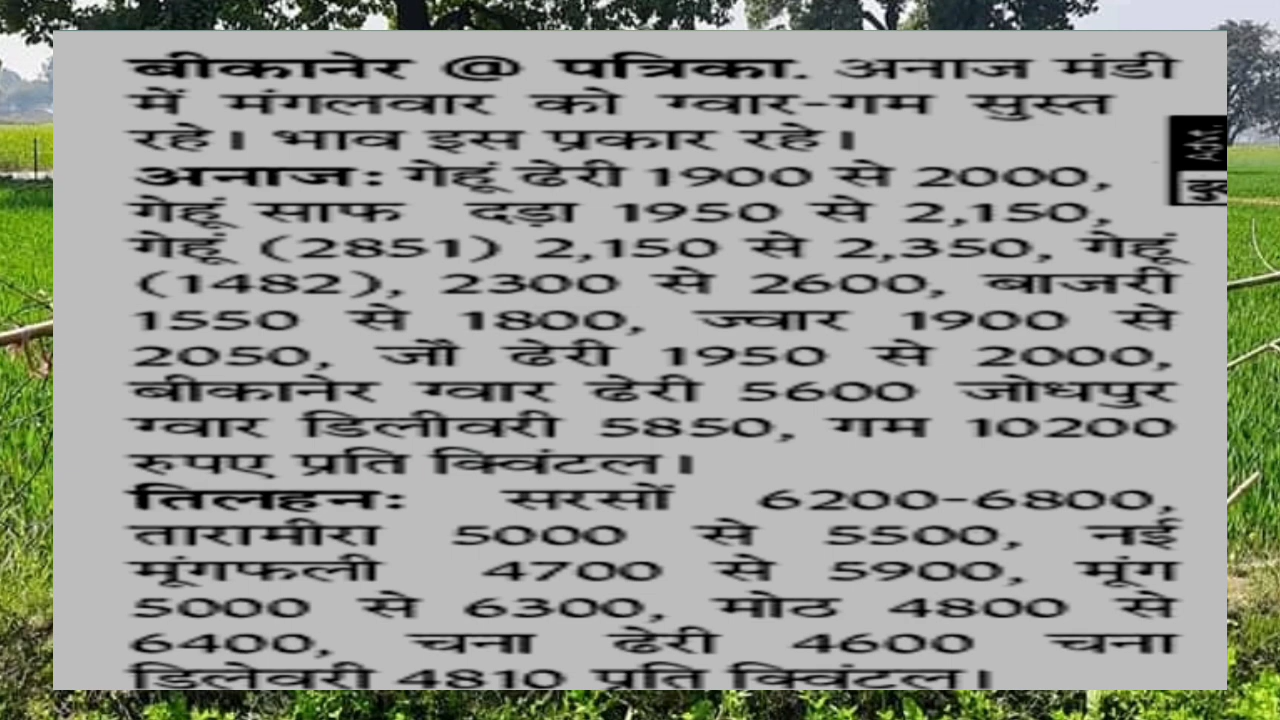 बीकानेर @ पत्रिका. अनाज मंडी
में मंगलवार को ग्वार-गम सुस्त
रहे। भाव इस प्रकार रहे।
अनाज: गेहूं ढेरी 1900 से 2000,
गेहूं साफ दड़ा 1950 से 2,150,
गेहूं (2851) 2,150 से 2,350, गेहूं
(1482), 2300 से 2600, बाजरी
1550 से 1800, ज्वार 1900 से
2050, जौ ढेरी 1950 से 2000,
बीकानेर ग्वार ढेरी 5600 जोधपुर
ग्वार डिलीवरी 5850, गम 10200
रुपए प्रति क्विंटल।
तिलहन: सरसों 6200-6800,
तारामीरा 5000 से 5500, नई
मूंगफली 4700 से 5900, मूंग
5000 से 6300, मोठ 4800 से
6400, चना ढेरी 4600 चना
डिलेवरी 4810 प्रति क्विंटल।